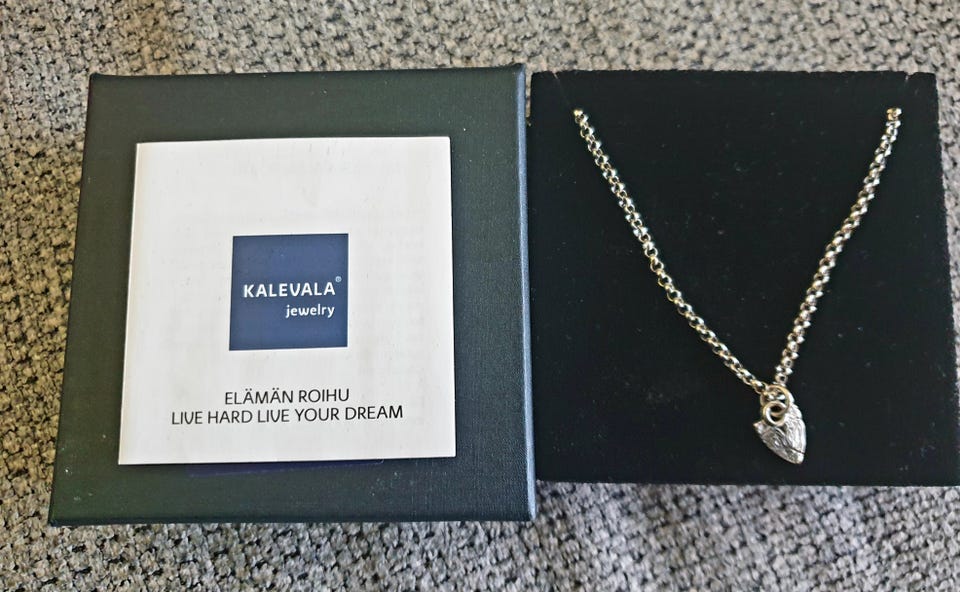 KALEVALA®
jewelry
ELÄMÄN ROIHU
LIVE HARD LIVE YOUR DREAM